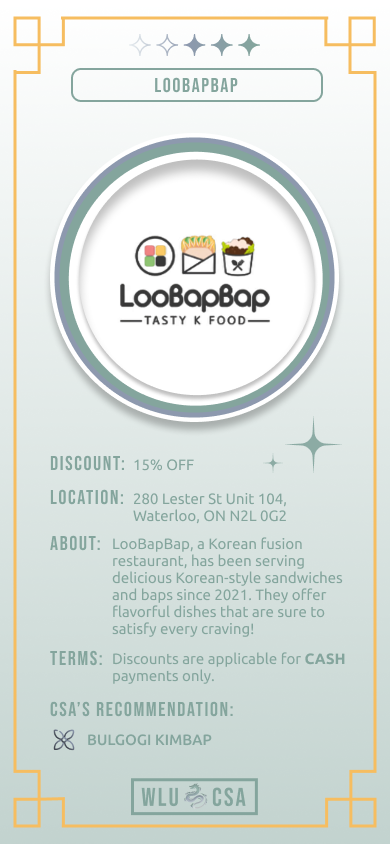 LOOBAPBAP
LooBapBap
TASTY K FOOD
DISCOUNT: 15% OFF
LOCATION: 280 Lester St Unit 104,
Waterloo, ON N2L 0G2
ABOUT: LooBapBap, a Korean fusion
restaurant, has been serving
delicious Korean-style sandwiches
and baps since 2021. They offer
flavorful dishes that are sure to
satisfy every craving!
TERMS: Discounts are applicable for CASH
payments only.
CSA'S RECOMMENDATION:
BULGOGI KIMBAP
WLU CSA